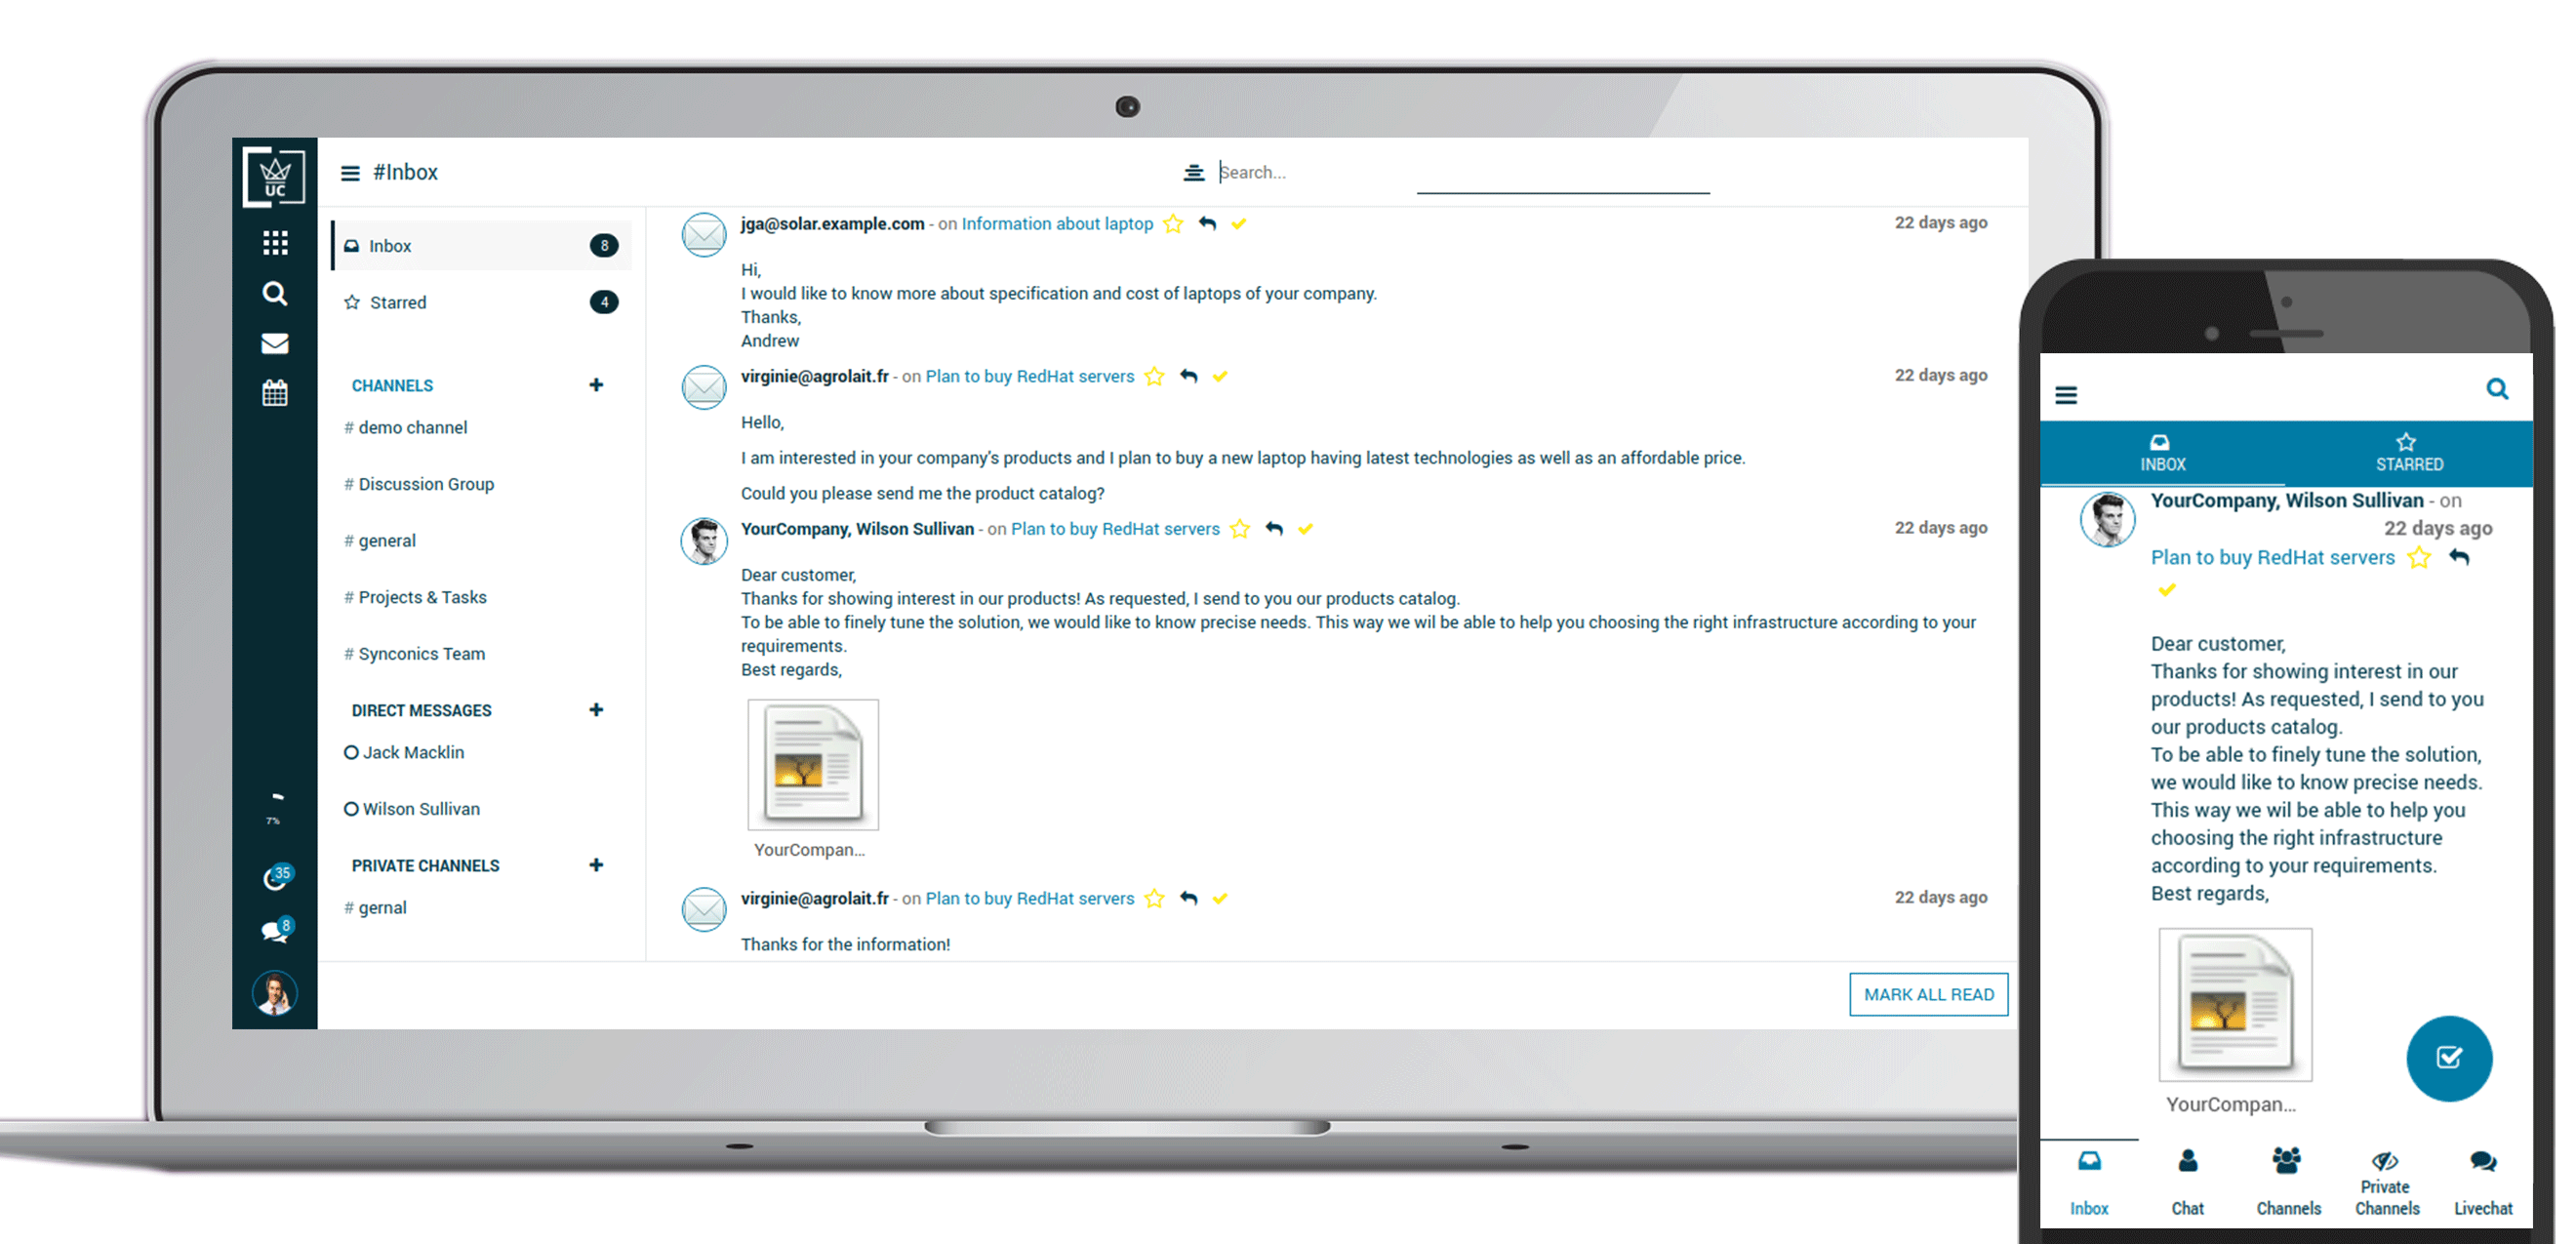 UC
#Inbox
Search...
Inbox 8
Starred 4
CHANNELS
# demo channel
# Discussion Group
# general
# Projects & Tasks
# Synconics Team
DIRECT MESSAGES
Jack Macklin
Wilson Sullivan
PRIVATE CHANNELS
# gernal
7%
35
8
jga@solar.example.com - on Information about laptop 22 days ago
Hi,
I would like to know more about specification and cost of laptops of your company.
Thanks,
Andrew
virginie@agrolait.fr - on Plan to buy RedHat servers 22 days ago
Hello,
I am interested in your company's products and I plan to buy a new laptop having latest technologies as well as an affordable price.
Could you please send me the product catalog?
YourCompany, Wilson Sullivan - on Plan to buy RedHat servers 22 days ago
Dear customer,
Thanks for showing interest in our products! As requested, I send to you our products catalog.
To be able to finely tune the solution, we would like to know precise needs. This way we wil be able to help you choosing the right infrastructure according to your
requirements.
Best regards,
YourCompan...
virginie@agrolait.fr - on Plan to buy RedHat servers 22 days ago
Thanks for the information!
MARK ALL READ
INBOX
STARRED
YourCompany, Wilson Sullivan - on
22 days ago
Plan to buy RedHat servers
Dear customer,
Thanks for showing interest in our
products! As requested, I send to you
our products catalog.
To be able to finely tune the solution,
we would like to know precise needs.
This way we wil be able to help you
choosing the right infrastructure
according to your requirements.
Best regards,
YourCompan...
Inbox
Chat
Channels
Private
Channels
Livechat